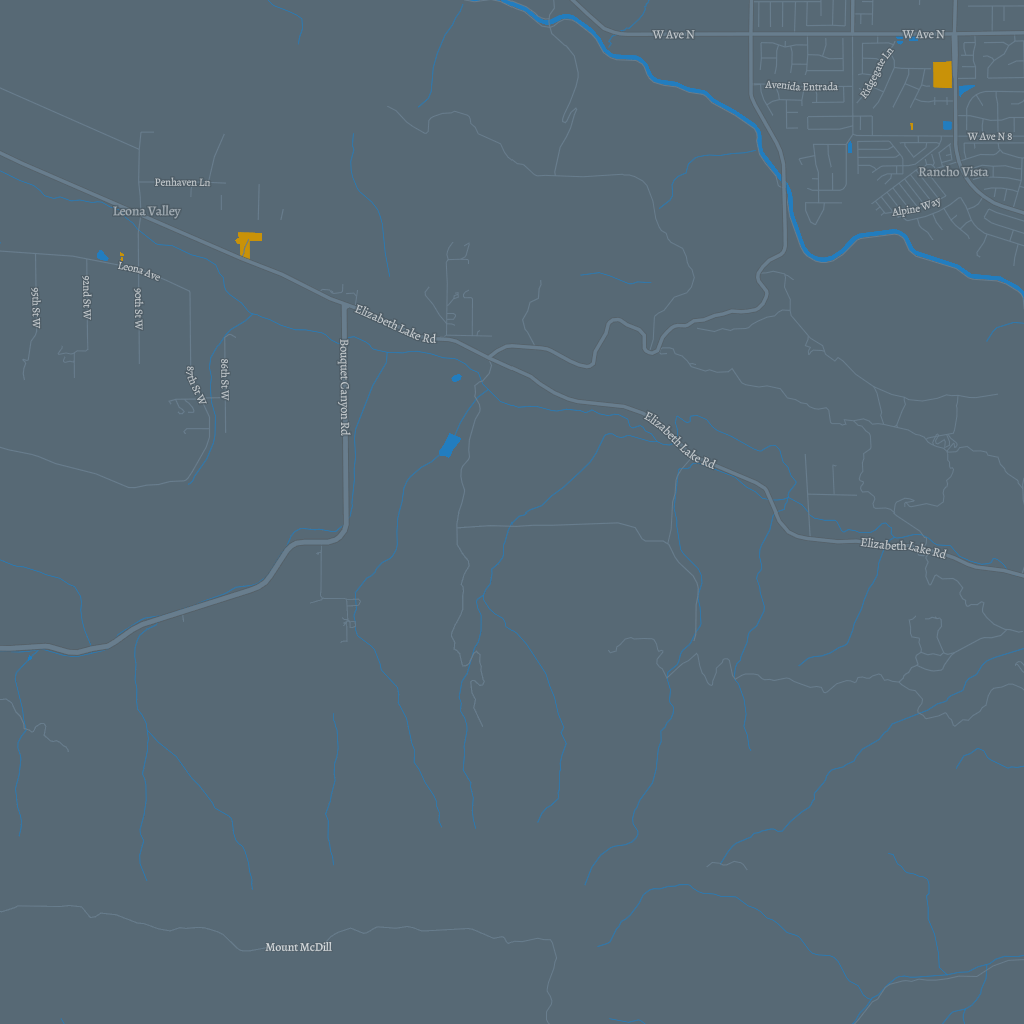 W Ave N
W Ave N
Ridgegate Ln
Avenida Entrada
W Ave N 8
Rancho Vista
Penhaven Ln
Alpine Way
Leona Valley
Leona Ave
95th St W
92nd St W
90th St W
Elizabeth Lake Rd
87th St W
86th St W
Bouquet Canyon Rd
Elizabeth Lake Rd
Elizabeth Lake Rd
Mount McDill